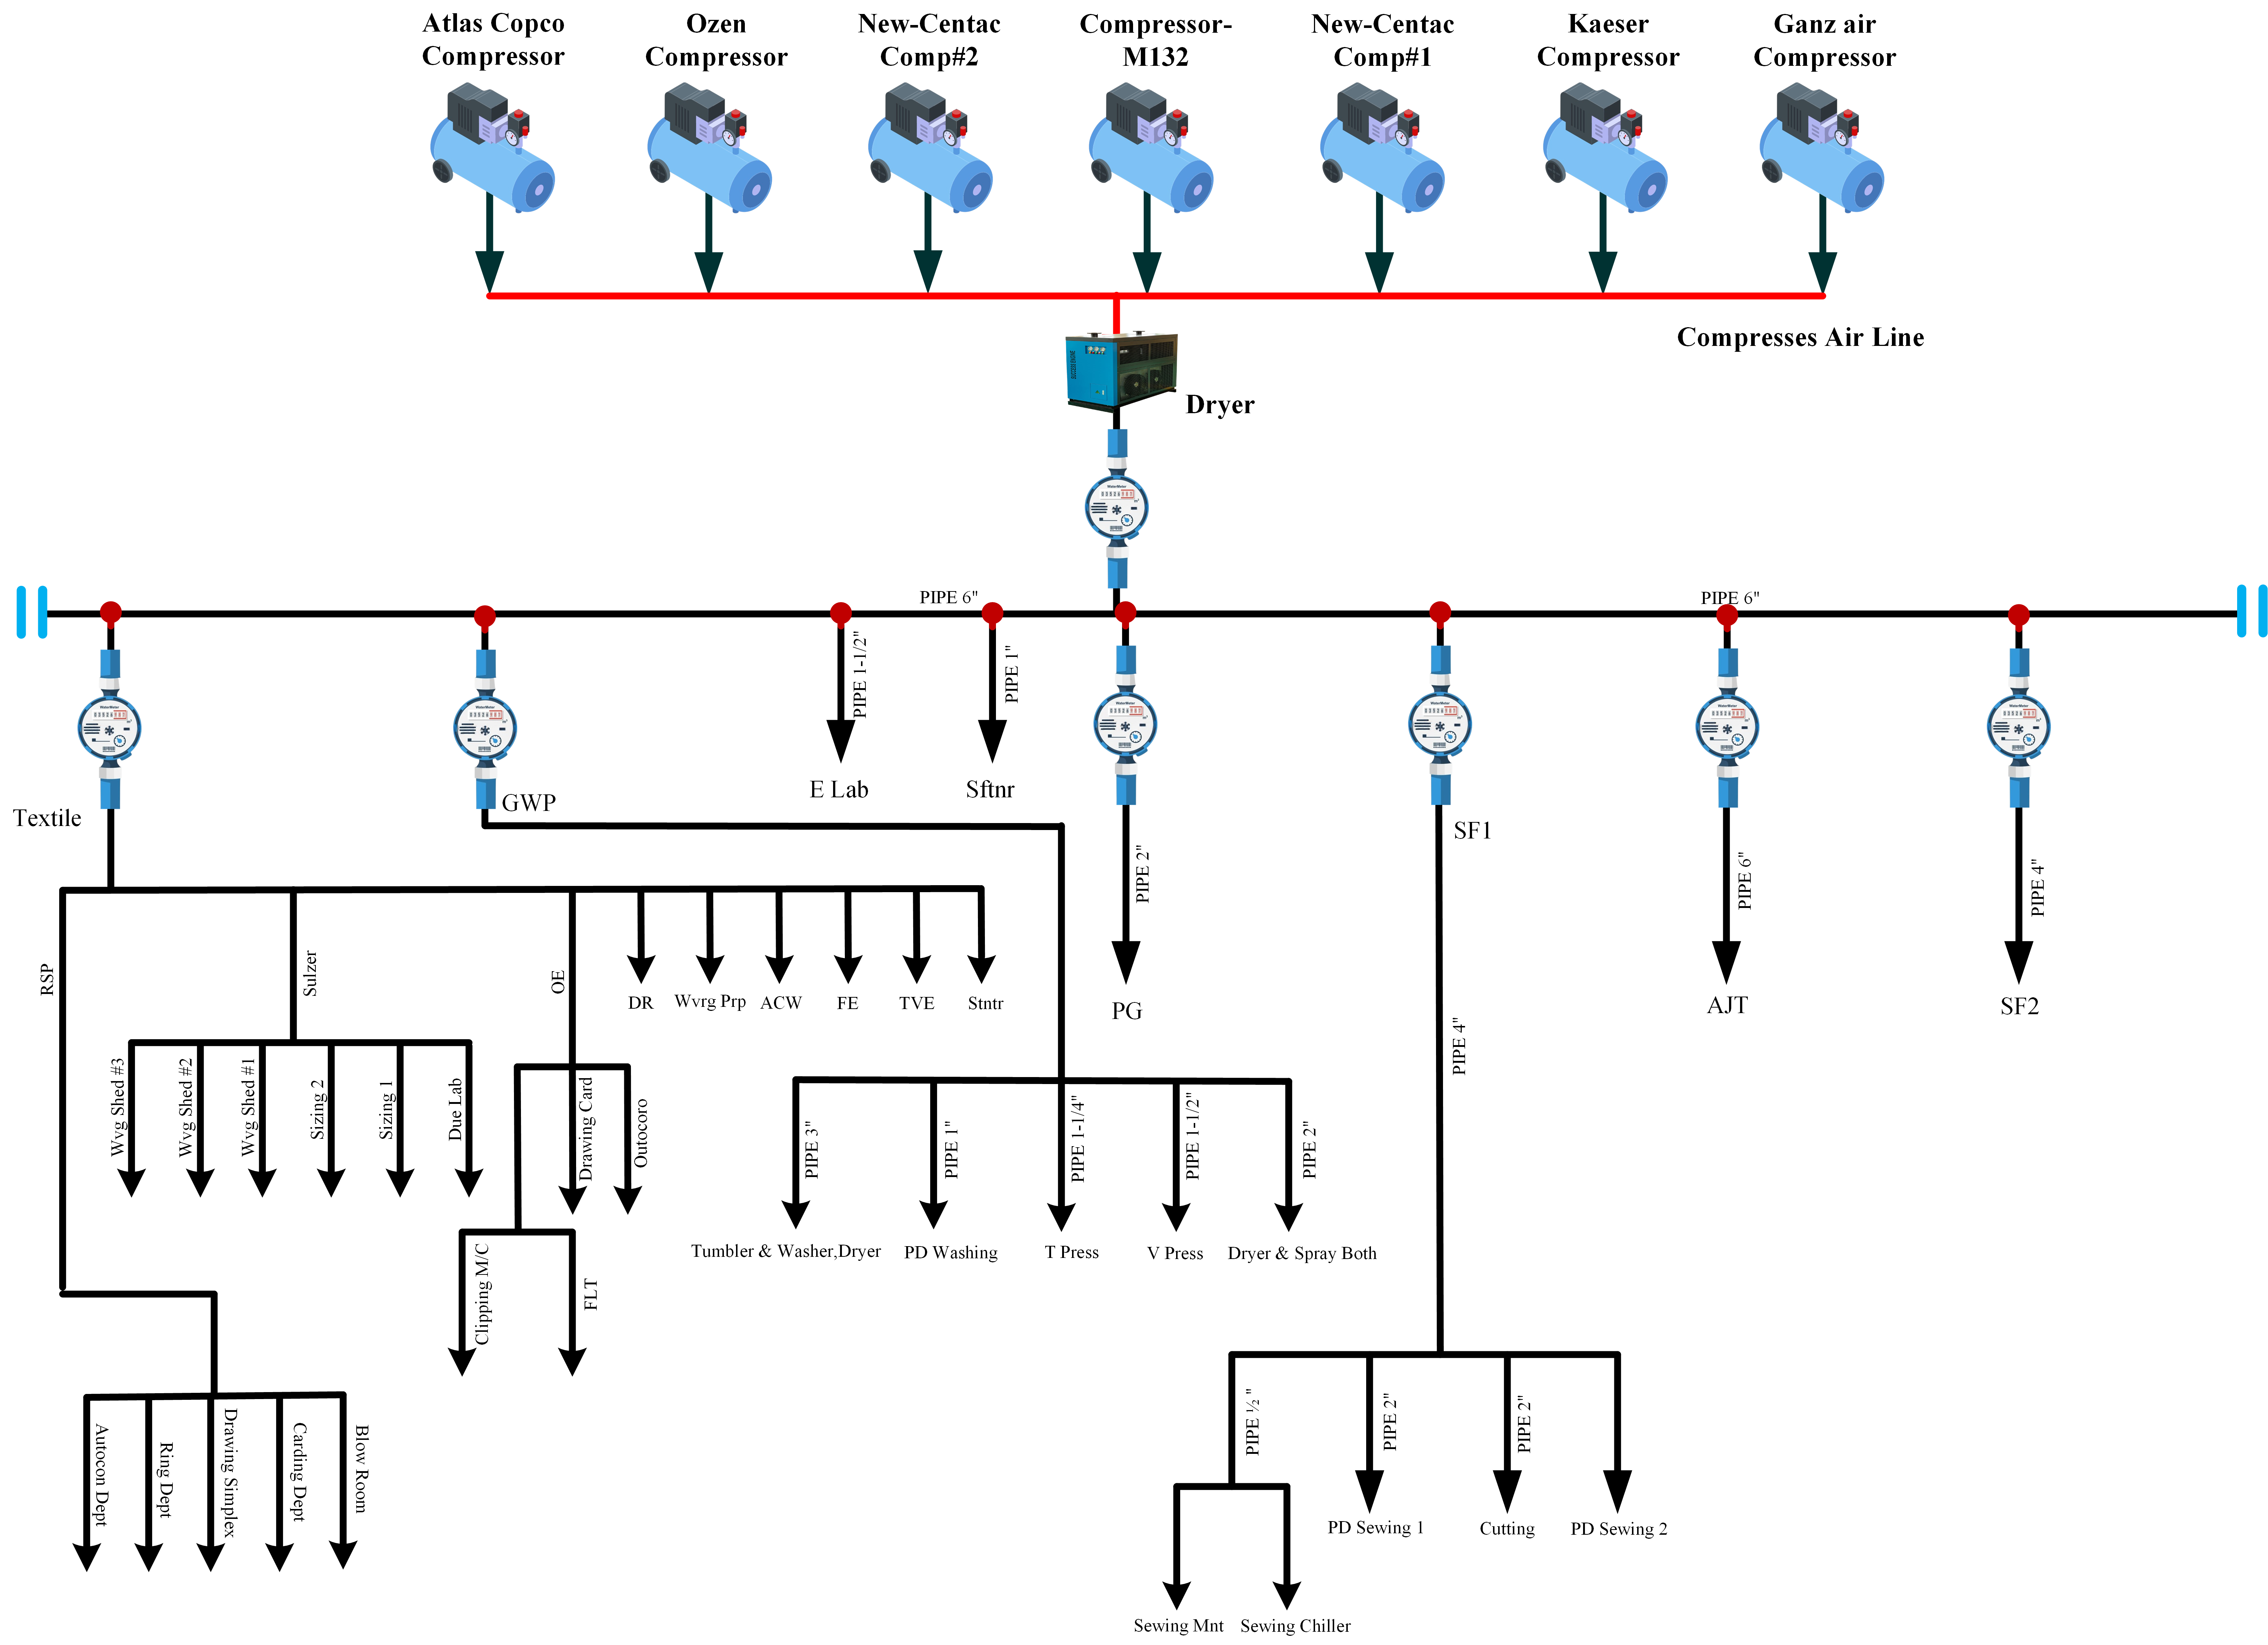 Atlas Copco
Compressor
Ozen
Compressor
New-Centac
Comp#2
Compressor-
M132
New-Centac
Comp#1
Kaeser
Compressor
Ganz air
Compressor
Compresses Air Line
Dryer
PIPE 6"
PIPE 6"
PIPE 1-1/2"
PIPE 1"
E Lab
Sftnr
Textile
GWP
SF1
PIPE 2"
PIPE 6"
PIPE 4"
PG
AJT
SF2
RSP
Sulzer
OE
DR
Wvrg Prp
ACW
FE
TVE
Stntr
PIPE 4"
Wvg Shed #3
Wvg Shed #2
Wvg Shed #1
Sizing 2
Sizing 1
Due Lab
Drawing Card
Outocoro
PIPE 3"
PIPE 1"
PIPE 1-1/4"
PIPE 1-1/2"
PIPE 2"
Tumbler & Washer,Dryer
PD Washing
T Press
V Press
Dryer & Spray Both
Clipping M/C
FLT
Autocon Dept
Ring Dept
Drawing Simplex
Carding Dept
Blow Room
PIPE ½ "
PIPE 2"
PIPE 2"
PD Sewing 1
Cutting
PD Sewing 2
Sewing Mnt
Sewing Chiller